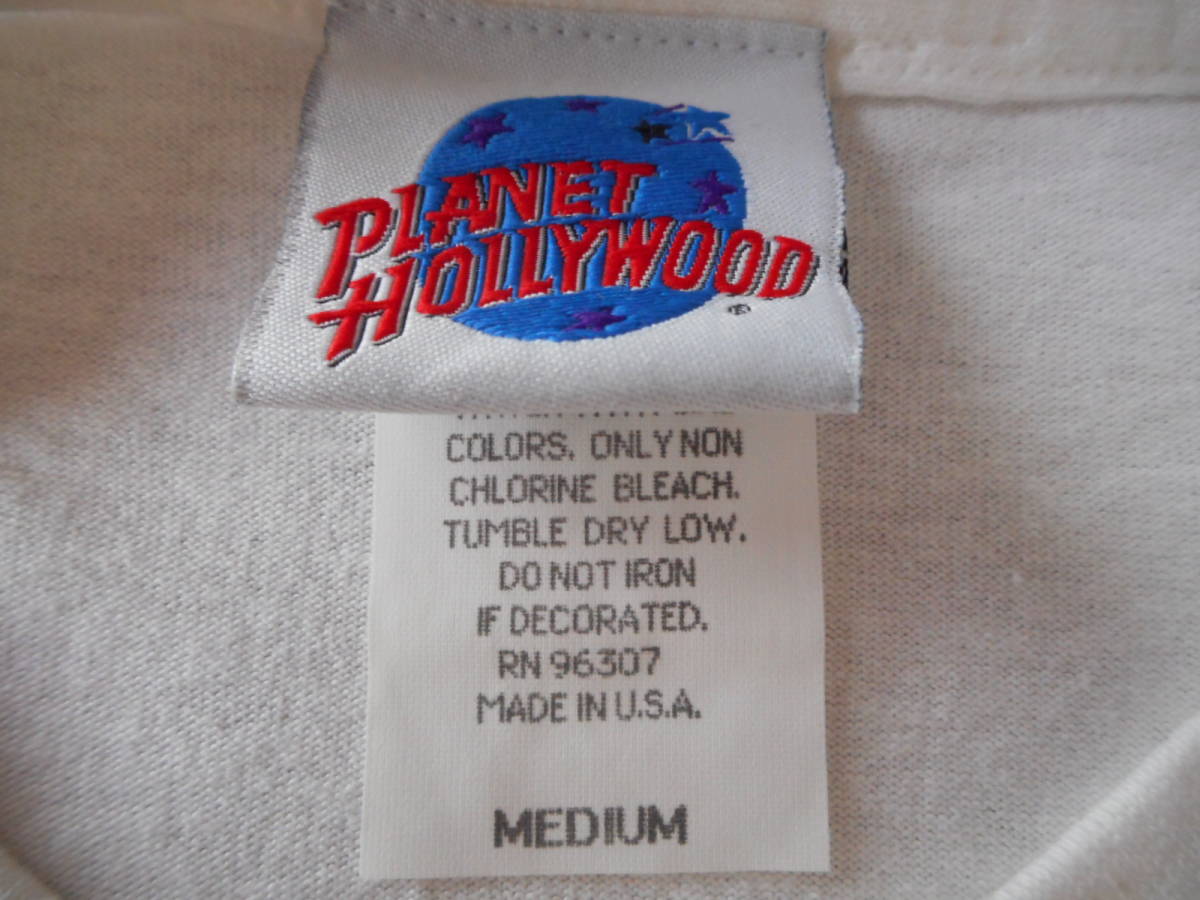 PLANET
HOLLYWOOD
®
COLORS. ONLY NON
CHLORINE BLEACH.
TUMBLE DRY LOW.
DO NOT IRON
IF DECORATED.
RN 96307
MADE IN U.S.A.
MEDIUM